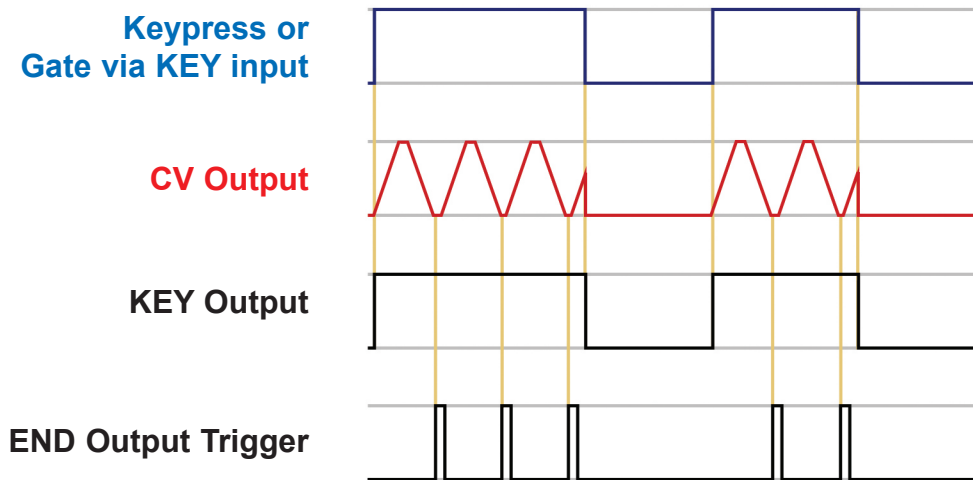 Keypress or
Gate via KEY input
CV Output
KEY Output
END Output Trigger